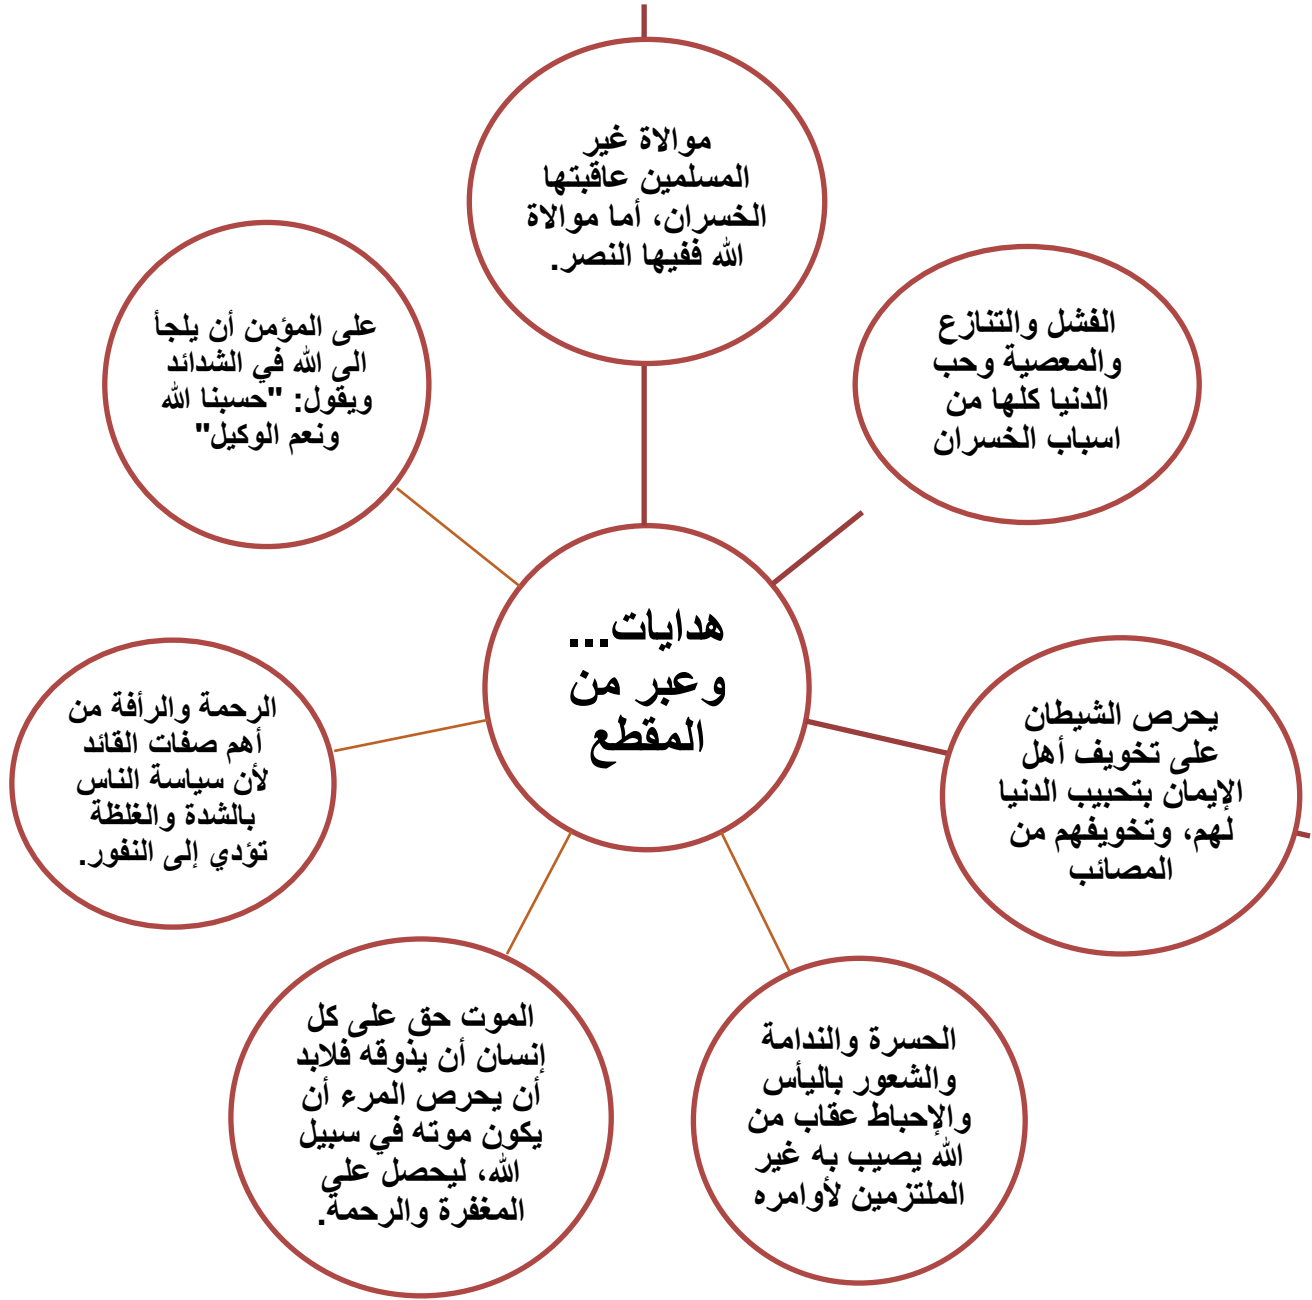 موالاة غير
المسلمين عاقبتها
الخسران، أما موالاة
الله ففيها النصر.
الفشل والتنازع
والمعصية وحب
الدنيا كلها من
اسباب الخسران
على المؤمن أن يلجأ
الى الله في الشدائد
ويقول: "حسبنا الله
ونعم الوكيل"
هدايات...
وعبر من
المقطع
يحرص الشيطان
على تخويف أهل
الإيمان بتحبيب الدنيا
لهم، وتخويفهم من
المصائب
الرحمة والرأفة من
أهم صفات القائد
لأن سياسة الناس
بالشدة والغلظة
تؤدي إلى النفور.
الحسرة والندامة
والشعور باليأس
والإحباط عقاب من
الله يصيب به غير
الملتزمين لأوامره
الموت حق على كل
إنسان أن يذوقه فلابد
أن يحرص المرء أن
يكون موته في سبيل
الله، ليحصل على
المغفرة والرحمة.